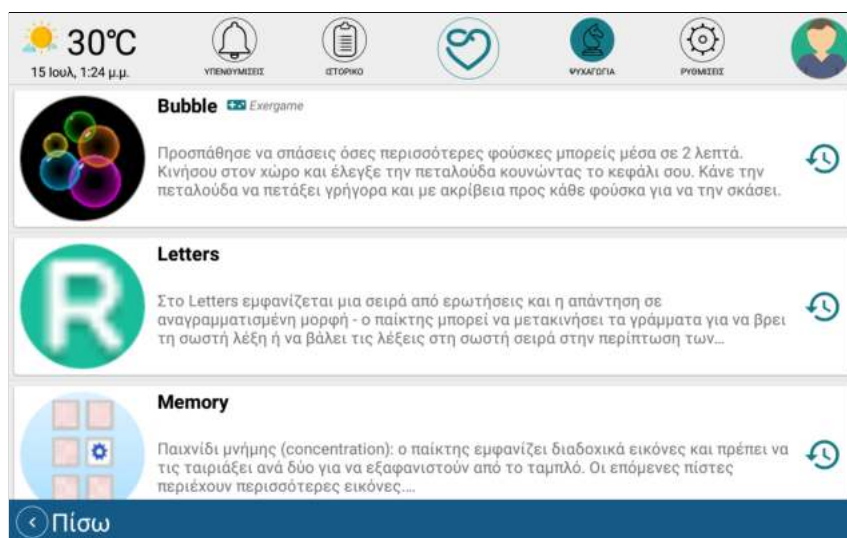 30°C
15 Ιουλ, 1:24 μ.μ.
ΥΠΕΝΘΥΜΙΣΕΙΣ
ΙΣΤΟΡΙΚΟ
ΨΥΧΑΓΩΓΙΑ
ΡΥΘΜΙΣΕΙΣ
Bubble Exergame
Προσπάθησε να σπάσεις όσες περισσότερες φούσκες μπορείς μέσα σε 2 λεπτά.
Κινήσου στον χώρο και έλεγξε την πεταλούδα κουνώντας το κεφάλι σου. Κάνε την
πεταλούδα να πετάξει γρήγορα και με ακρίβεια προς κάθε φούσκα για να την σκάσει.
R
Letters
Στο Letters εμφανίζεται μια σειρά από ερωτήσεις και η απάντηση σε
αναγραμματισμένη μορφή - ο παίκτης μπορεί να μετακινήσει τα γράμματα για να βρει
τη σωστή λέξη ή να βάλει τις λέξεις στη σωστή σειρά στην περίπτωση των...
Memory
Παιχνίδι μνήμης (concentration): ο παίκτης εμφανίζει διαδοχικά εικόνες και πρέπει να
τις ταιριάξει ανά δύο για να εξαφανιστούν από το ταμπλό. Οι επόμενες πίστες
περιέχουν περισσότερες εικόνες....
Πίσω